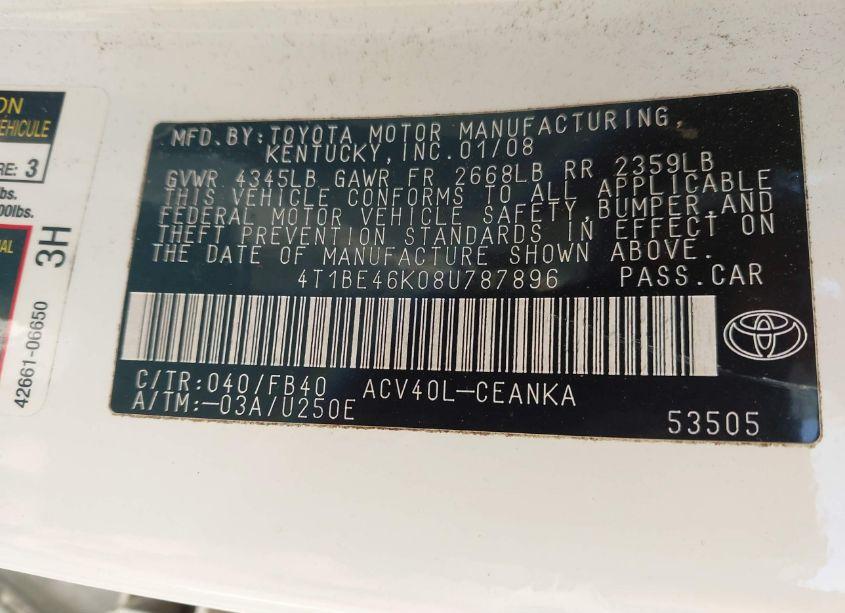 ON
VEHICULE
RE: 3
lbs.
00lbs.
AL
3H
42661-06650
MFD. BY: TOYOTA MOTOR MANUFACTURING,
KENTUCKY, INC. 01/08
GVWR 4345LB GAWR FR 2668LB RR 2359LB
THIS VEHICLE CONFORMS TO ALL APPLICABLE
FEDERAL MOTOR VEHICLE SAFETY, BUMPER, AND
THEFT PREVENTION STANDARDS IN EFFECT ON
THE DATE OF MANUFACTURE SHOWN ABOVE.
4T1BE46K08U787896 PASS.CAR
C/TR:040/FB40 ACV40L-CEANKA
A/TM:-03A/U250E
53505